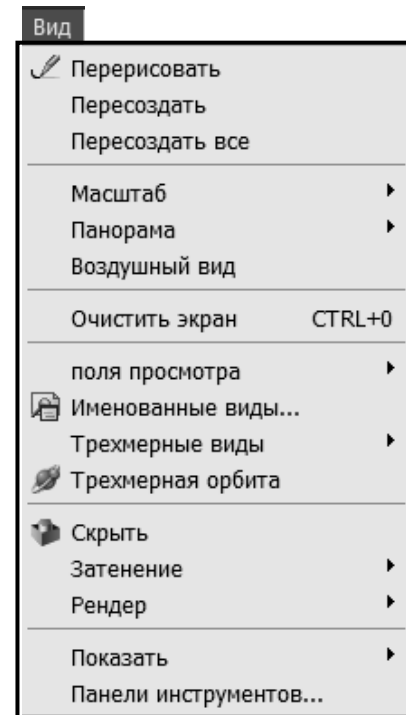 Вид
Перерисовать
Пересоздать
Пересоздать все
Масштаб
Панорама
Воздушный вид
Очистить экран CTRL+0
поля просмотра
Именованные виды...
Трехмерные виды
Трехмерная орбита
Скрыть
Затенение
Рендер
Показать
Панели инструментов...